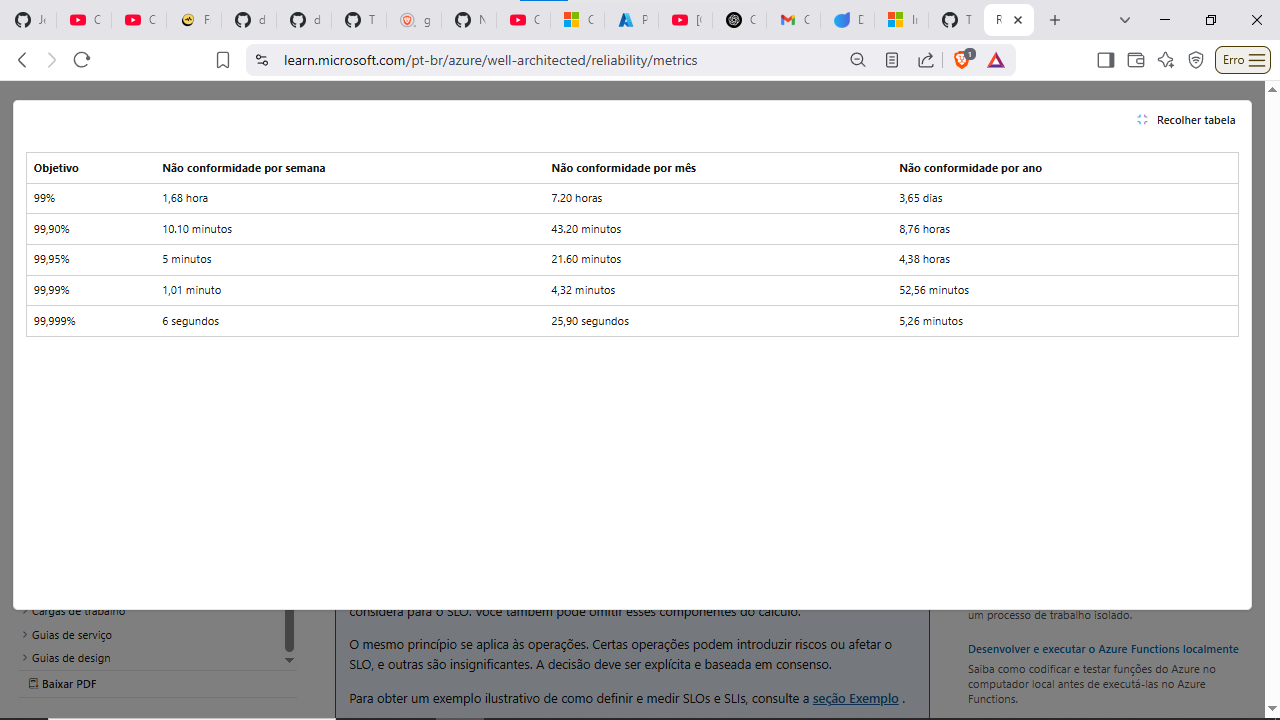 learn.microsoft.com/pt-br/azure/well-architected/reliability/metrics
1
Erro
Recolher tabela
Objetivo Não conformidade por semana Não conformidade por mês Não conformidade por ano
99% 1,68 hora 7.20 horas 3,65 dias
99,90% 10.10 minutos 43.20 minutos 8,76 horas
99,95% 5 minutos 21.60 minutos 4,38 horas
99,99% 1,01 minuto 4,32 minutos 52,56 minutos
99,999% 6 segundos 25,90 segundos 5,26 minutos
Cargas de trabalho
Guias de serviço
Guias de design
Baixar PDF
considera para o SLO. Você também pode omitir esses componentes do cálculo.
O mesmo princípio se aplica às operações. Certas operações podem introduzir riscos ou afetar o
SLO, e outras são insignificantes. A decisão deve ser explícita e baseada em consenso.
Para obter um exemplo ilustrativo de como definir e medir SLOs e SLIs, consulte a seção Exemplo .
um processo de trabalho isolado.
Desenvolver e executar o Azure Functions localmente
Saiba como codificar e testar funções do Azure no
computador local antes de executá-las no Azure
Functions.